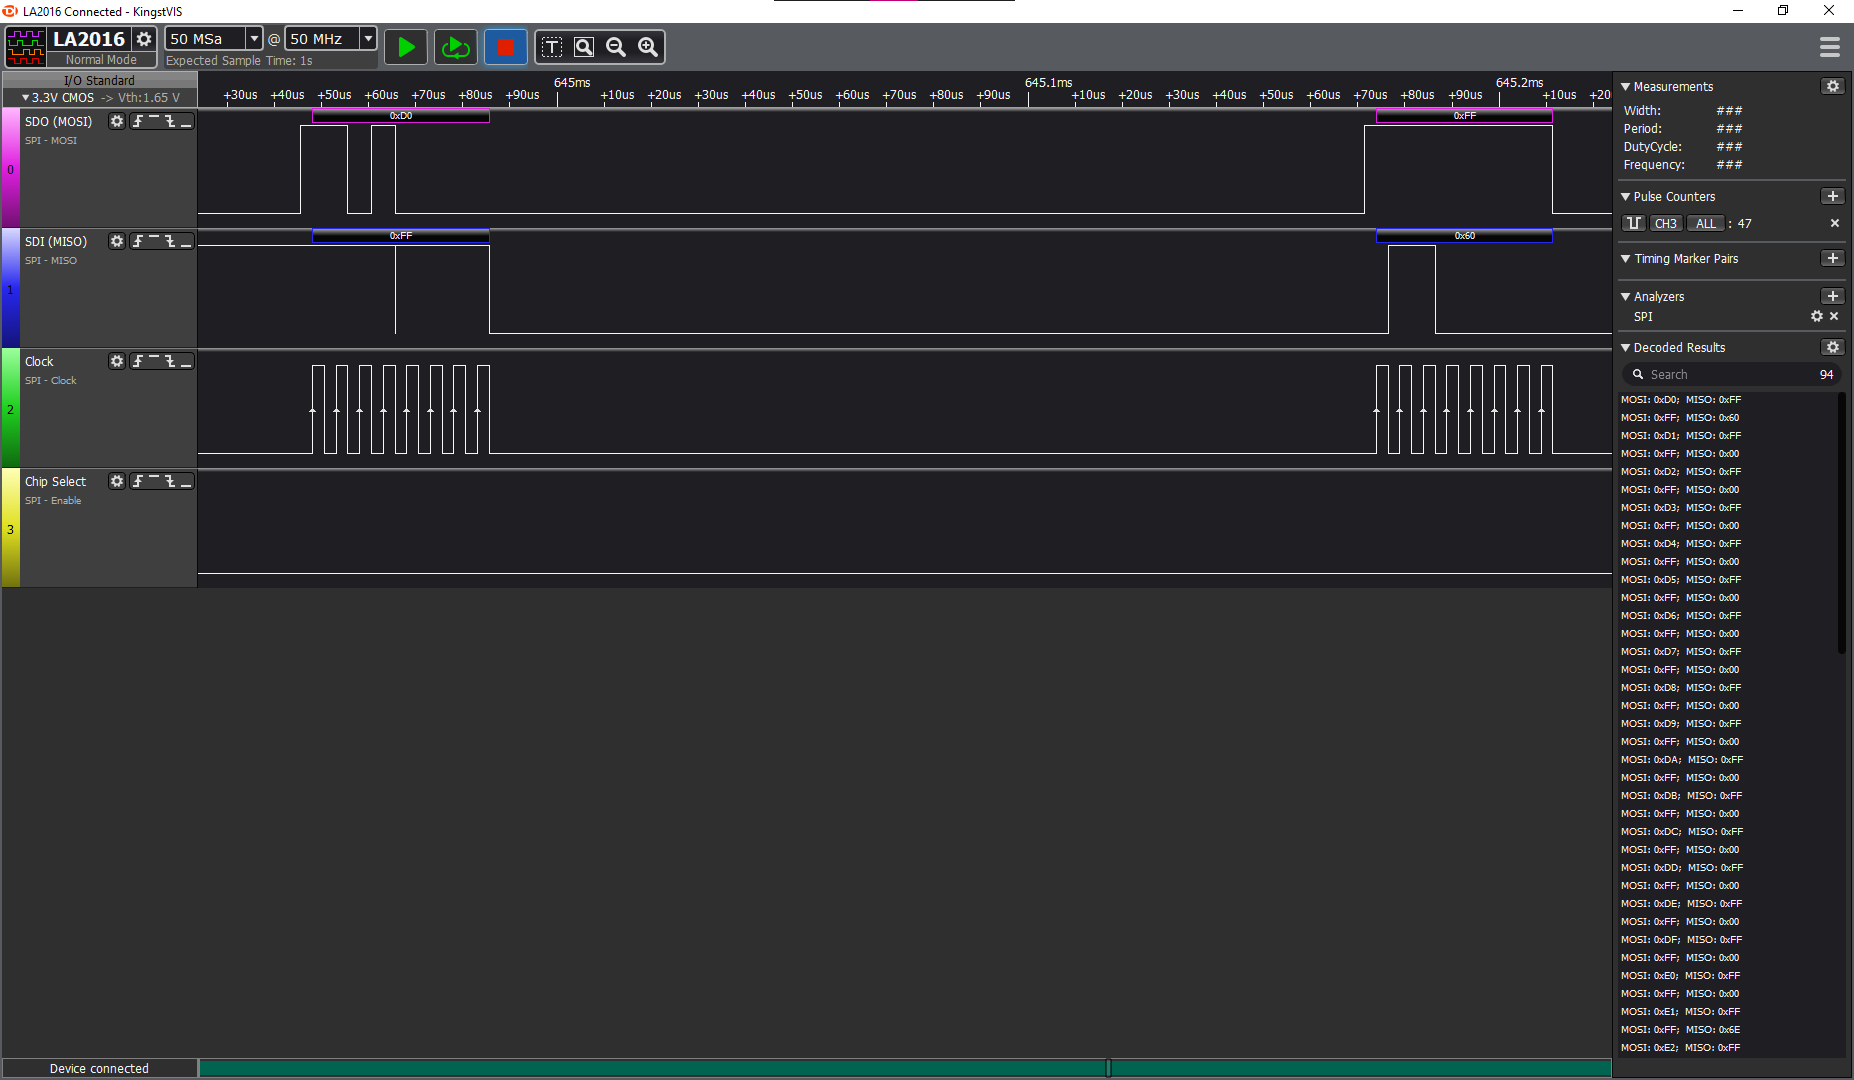 LA2016 Connected - KingstVIS
LA2016
Normal Mode
50 MSa @ 50 MHz
Expected Sample Time: 1s
T
I/O Standard
3.3V CMOS -> Vth:1.65 V
645ms 645.1ms 645.2ms
+30us +40us +50us +60us +70us +80us +90us +10us +20us +30us +40us +50us +60us +70us +80us +90us +10us +20us +30us +40us +50us +60us +70us +80us +90us +10us +20
0
SDO (MOSI)
SPI - MOSI
0xD0 0xFF
1
SDI (MISO)
SPI - MISO
0xFF 0x60
2
Clock
SPI - Clock
3
Chip Select
SPI - Enable
Measurements
Width: ###
Period: ###
DutyCycle: ###
Frequency: ###
Pulse Counters
CH3 ALL : 47
Timing Marker Pairs
Analyzers
SPI
Decoded Results
Search 94
MOSI: 0xD0; MISO: 0xFF
MOSI: 0xFF; MISO: 0x60
MOSI: 0xD1; MISO: 0xFF
MOSI: 0xFF; MISO: 0x00
MOSI: 0xD2; MISO: 0xFF
MOSI: 0xFF; MISO: 0x00
MOSI: 0xD3; MISO: 0xFF
MOSI: 0xFF; MISO: 0x00
MOSI: 0xD4; MISO: 0xFF
MOSI: 0xFF; MISO: 0x00
MOSI: 0xD5; MISO: 0xFF
MOSI: 0xFF; MISO: 0x00
MOSI: 0xD6; MISO: 0xFF
MOSI: 0xFF; MISO: 0x00
MOSI: 0xD7; MISO: 0xFF
MOSI: 0xFF; MISO: 0x00
MOSI: 0xD8; MISO: 0xFF
MOSI: 0xFF; MISO: 0x00
MOSI: 0xD9; MISO: 0xFF
MOSI: 0xFF; MISO: 0x00
MOSI: 0xDA; MISO: 0xFF
MOSI: 0xFF; MISO: 0x00
MOSI: 0xDB; MISO: 0xFF
MOSI: 0xFF; MISO: 0x00
MOSI: 0xDC; MISO: 0xFF
MOSI: 0xFF; MISO: 0x00
MOSI: 0xDD; MISO: 0xFF
MOSI: 0xFF; MISO: 0x00
MOSI: 0xDE; MISO: 0xFF
MOSI: 0xFF; MISO: 0x00
MOSI: 0xDF; MISO: 0xFF
MOSI: 0xFF; MISO: 0x00
MOSI: 0xE0; MISO: 0xFF
MOSI: 0xFF; MISO: 0x00
MOSI: 0xE1; MISO: 0xFF
MOSI: 0xFF; MISO: 0x6E
MOSI: 0xE2; MISO: 0xFF
Device connected